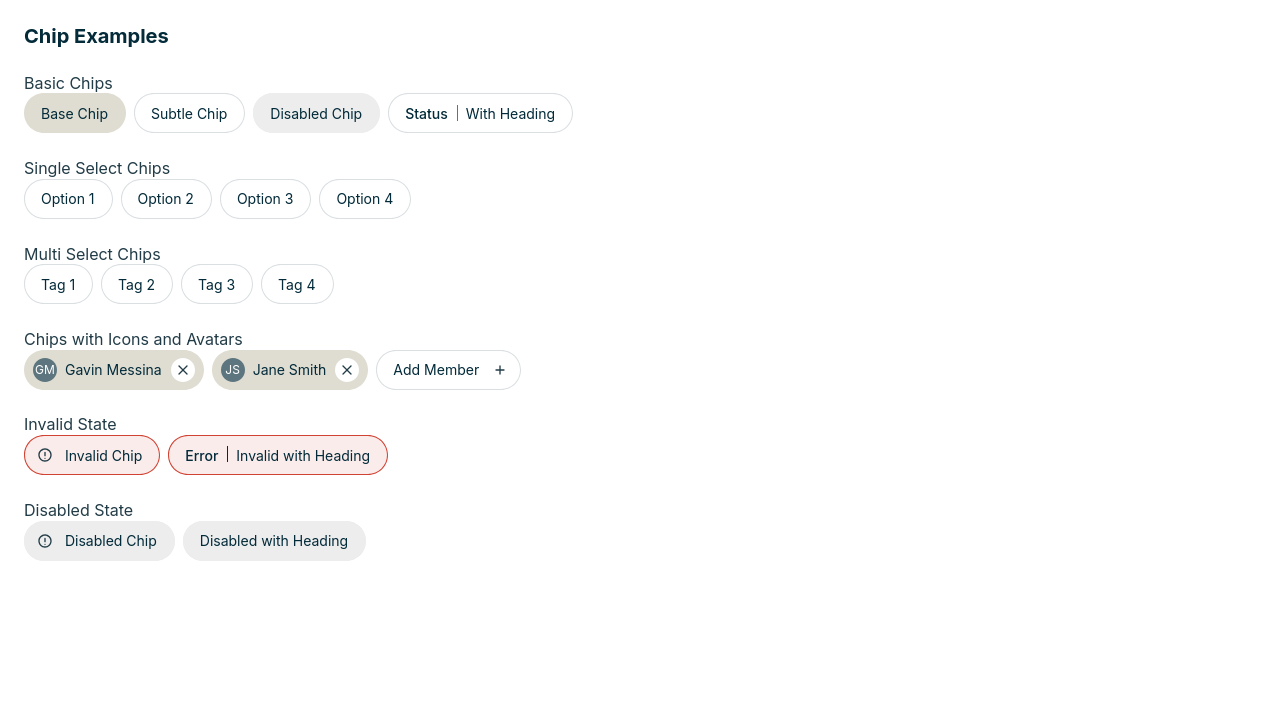 Chip Examples
Basic Chips
Base Chip Subtle Chip Disabled Chip Status With Heading
Single Select Chips
Option 1 Option 2 Option 3 Option 4
Multi Select Chips
Tag 1 Tag 2 Tag 3 Tag 4
Chips with Icons and Avatars
GM Gavin Messina JS Jane Smith Add Member
Invalid State
Invalid Chip Error Invalid with Heading
Disabled State
Disabled Chip Disabled with Heading